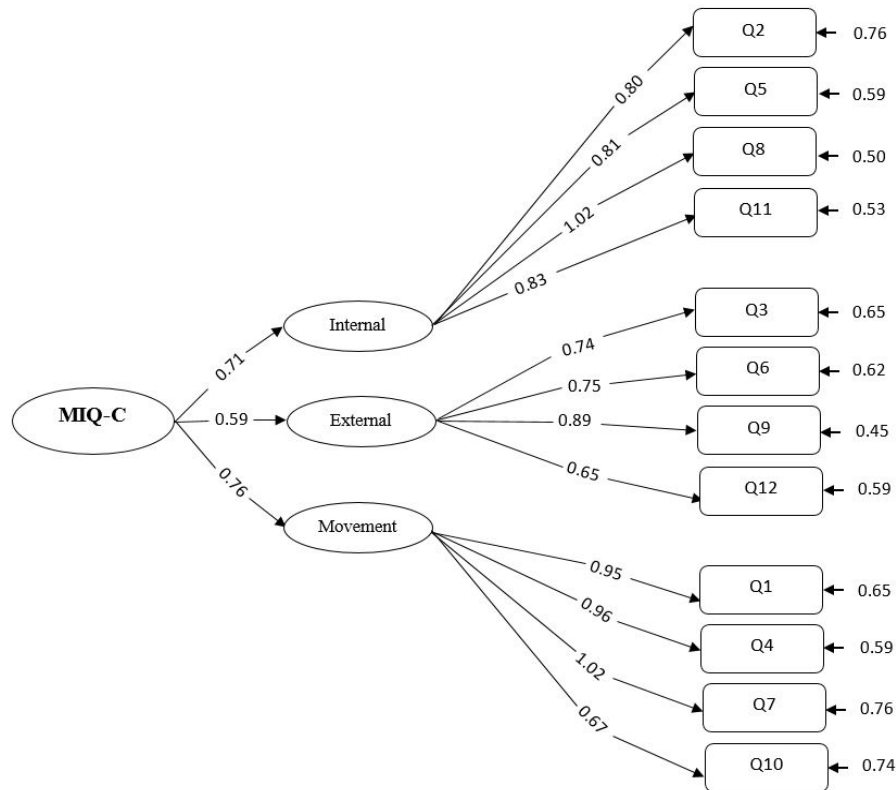 Q2
0.76
0.80
Q5
0.59
0.81
Q8
0.50
1.02
Q11
0.53
0.83
Internal
0.71
Q3
0.65
0.74
Q6
0.62
0.75
MIQ-C
0.59
External
0.89
Q9
0.45
0.65
Q12
0.59
0.76
Movement
0.95
Q1
0.65
0.96
Q4
0.59
1.02
Q7
0.76
0.67
Q10
0.74